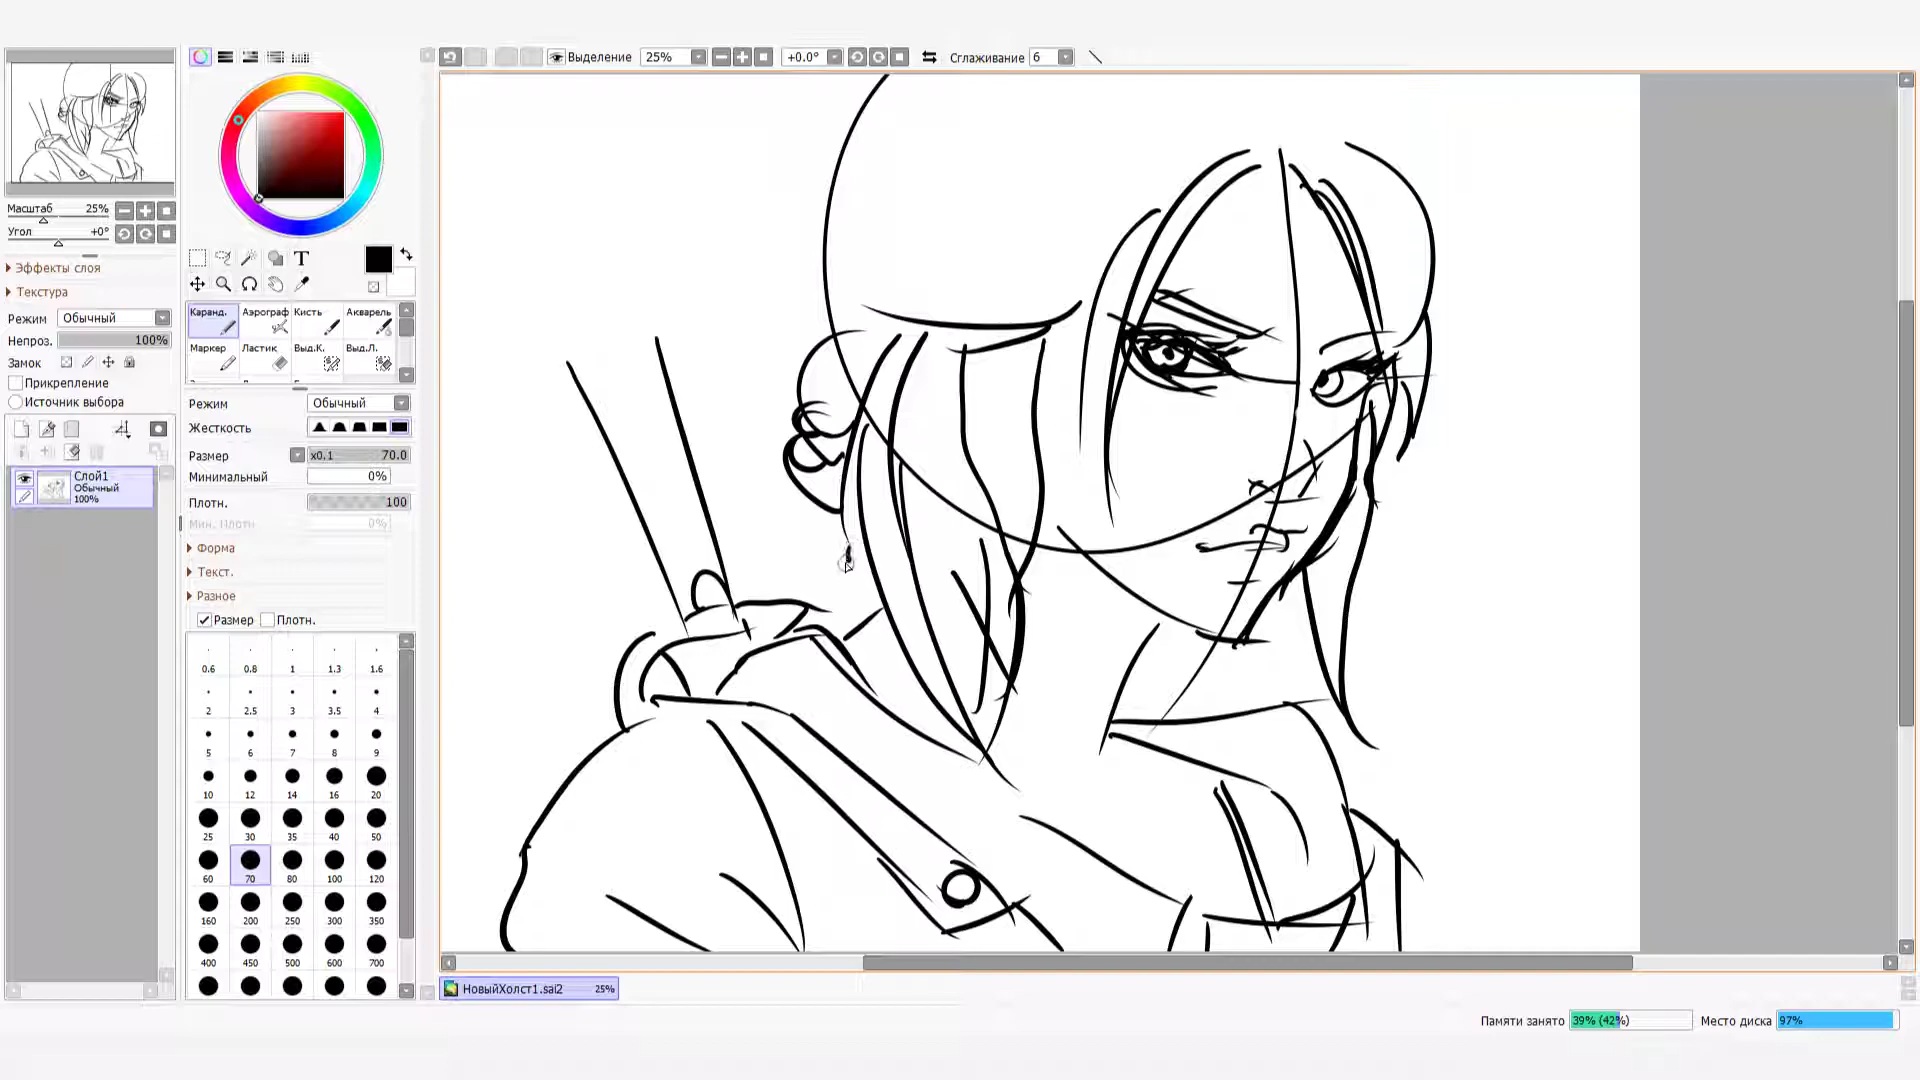 Выделение 25% +0.0° Сглаживание 6
Масштаб 25%
Угол +0°
Эффекты слоя
Текстура
Режим Обычный
Непроз. 100%
Замок
Прикрепление
Источник выбора
Слой1
Обычный
100%
T
Каранд. Аэрограф Кисть Акварель
Маркер Ластик Выд.К. Выд.Л.
Режим Обычный
Жесткость
Размер x0.1 70.0
Минимальный 0%
Плотн. 100
Мин. Плотн 0%
Форма
Текст.
Разное
Размер Плотн.
0.6 0.8 1 1.3 1.6
2 2.5 3 3.5 4
5 6 7 8 9
10 12 14 16 20
25 30 35 40 50
60 70 80 100 120
160 200 250 300 350
400 450 500 600 700
НовыйХолст1.sai2 25%
Памяти занято 39% (42%) Место диска 97%